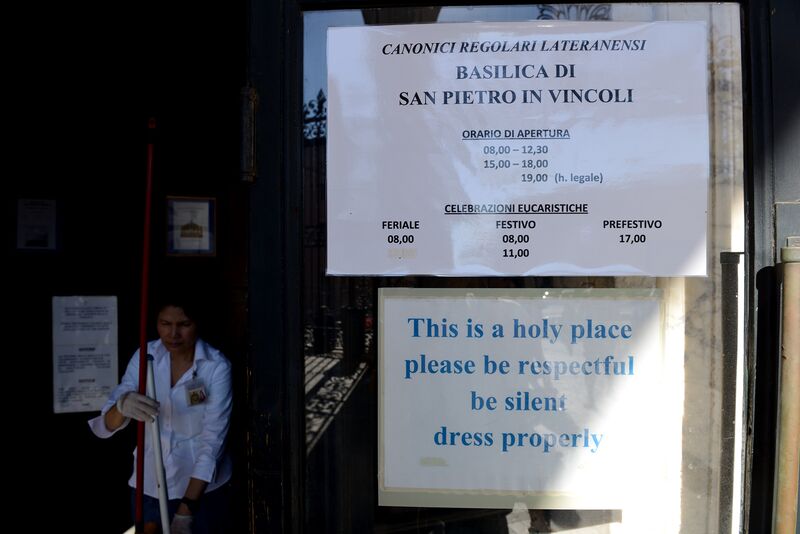 CANONICI REGOLARI LATERANENSI
BASILICA DI
SAN PIETRO IN VINCOLI
ORARIO DI APERTURA
08,00 – 12,30
15,00 – 18,00
19,00 (h. legale)
CELEBRAZIONI EUCARISTICHE
FERIALE FESTIVO PREFESTIVO
08,00 08,00 17,00
11,00
This is a holy place
please be respectful
be silent
dress properly